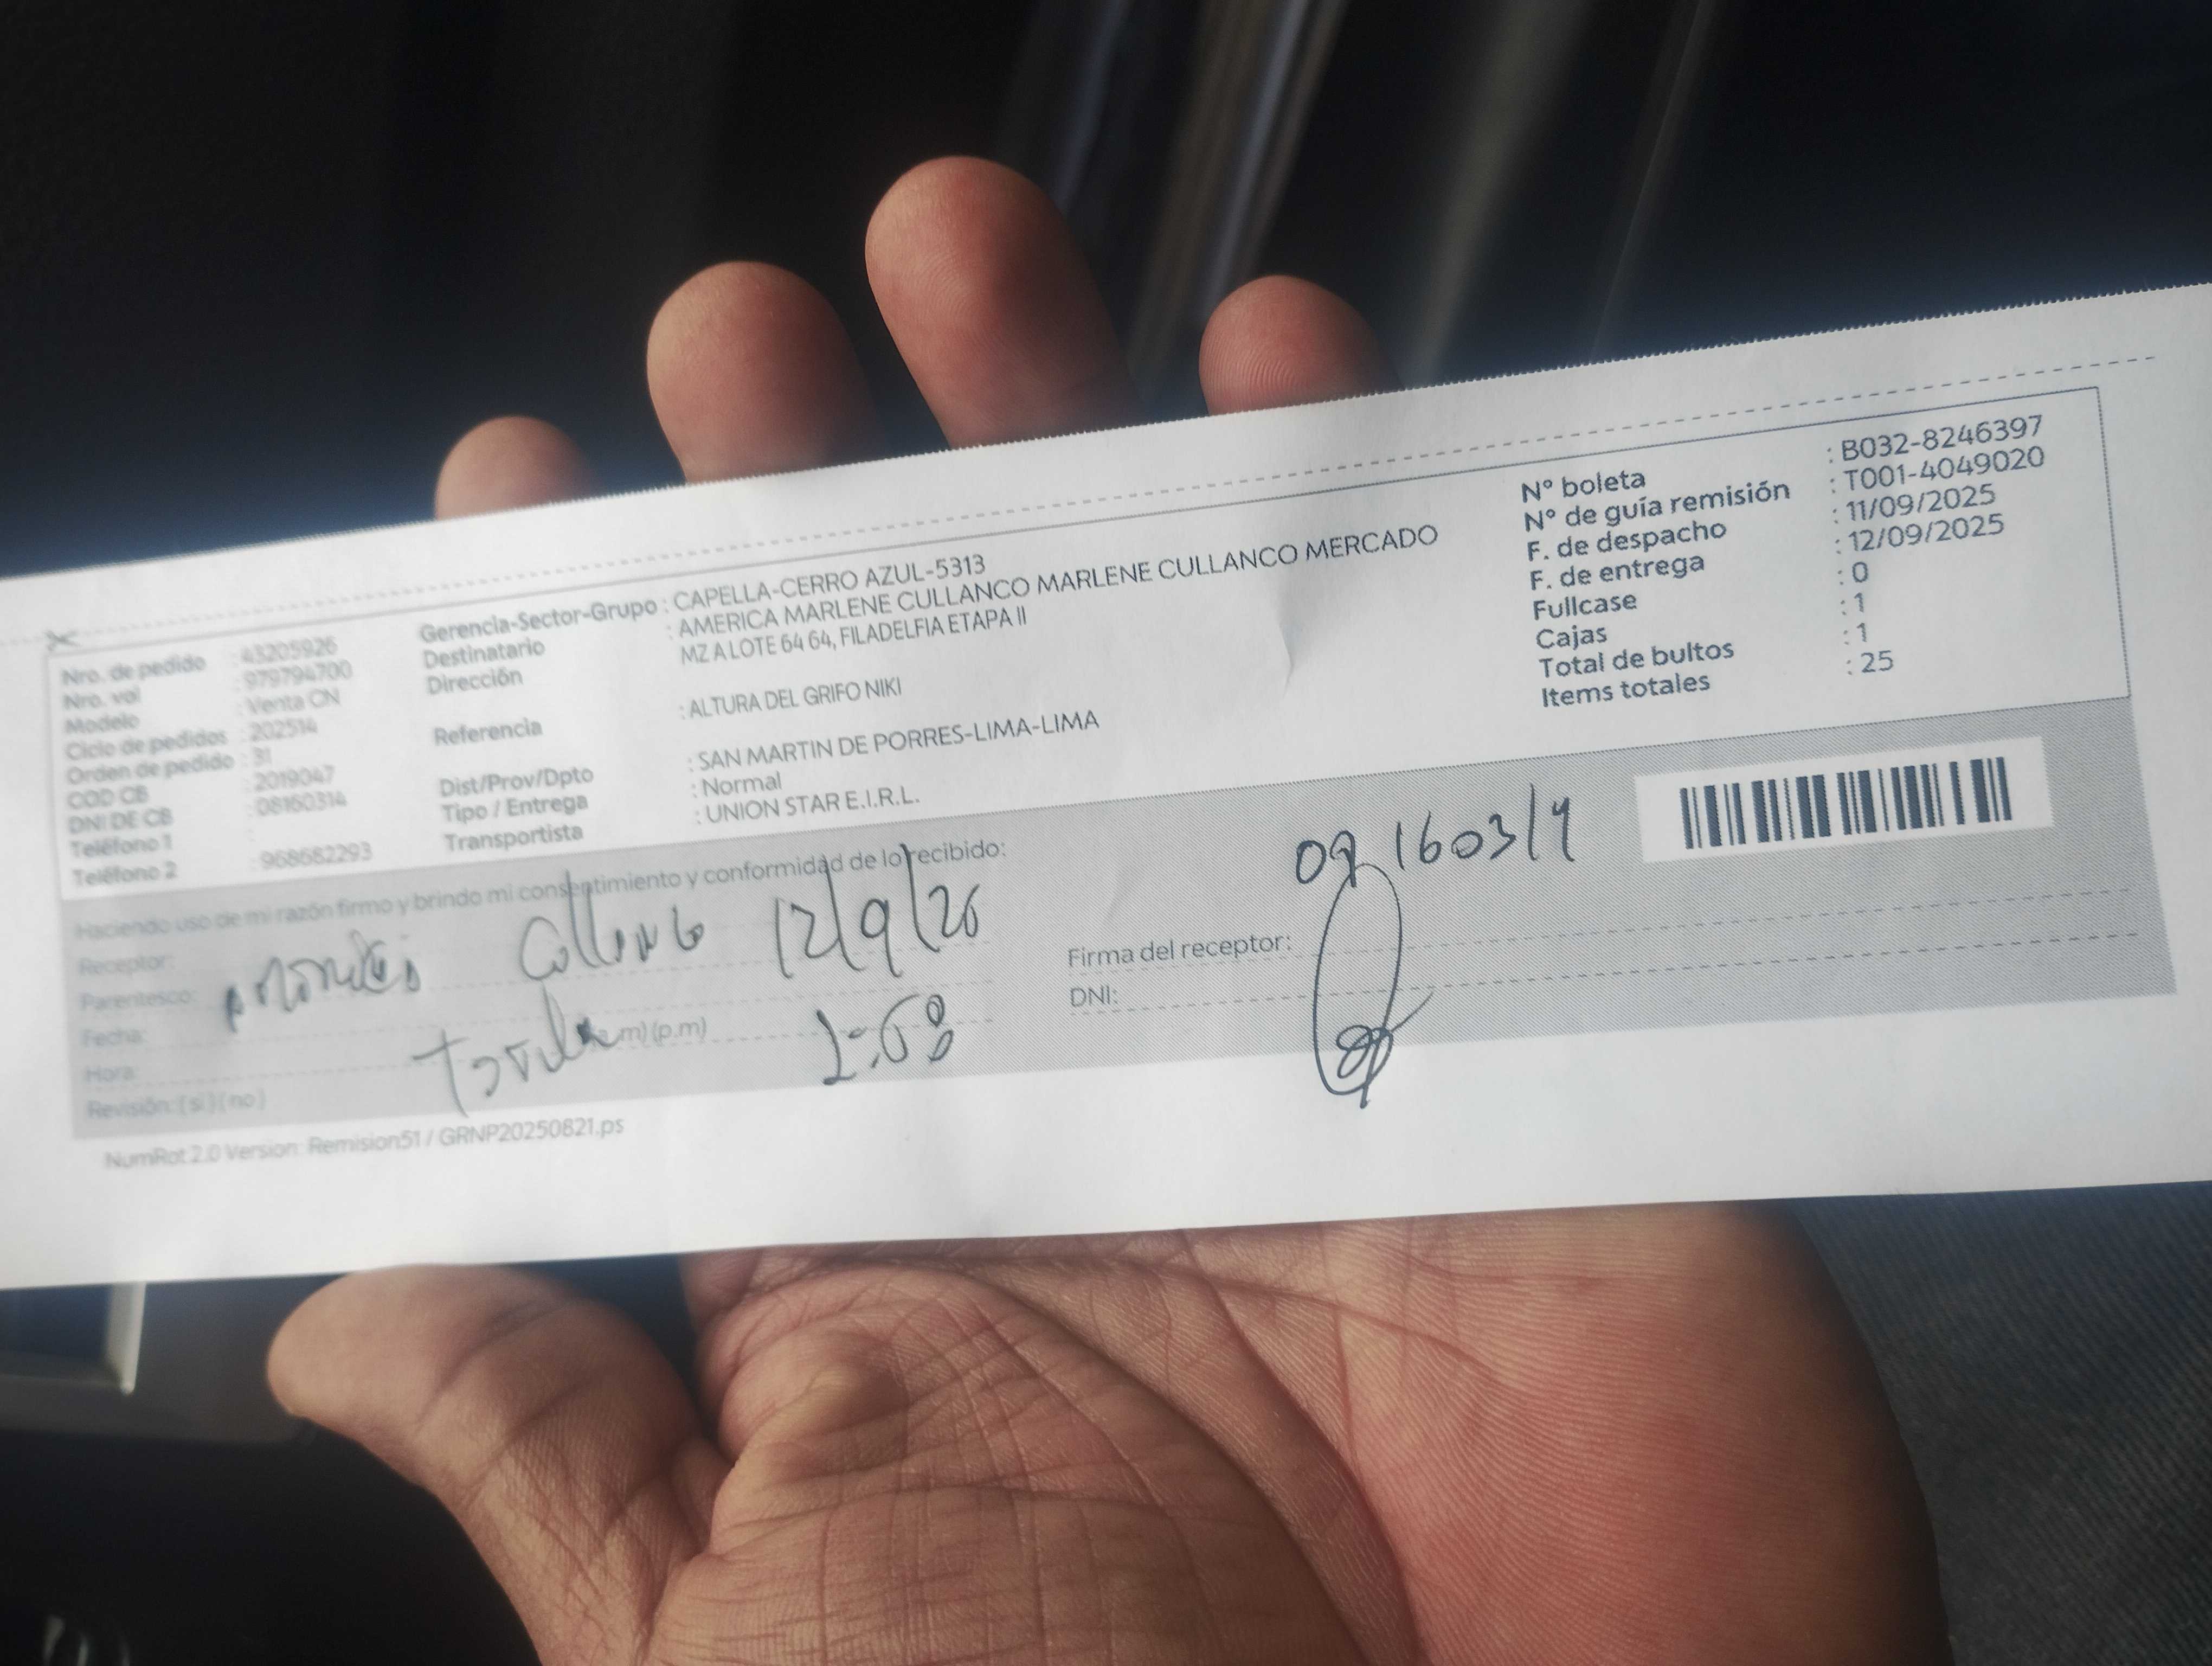 Nro. de pedido : 43205926
Nro. vol : 979794700
Modelo : Venta CN
Ciclo de pedidos : 202514
Orden de pedido : 31
COD CB : 2019047
DNI DE CB : 08160314
Teléfono 1 :
Teléfono 2 : 968682293
Gerencia-Sector-Grupo : CAPELLA-CERRO AZUL-5313
Destinatario : AMERICA MARLENE CULLANCO MARLENE CULLANCO MERCADO
Dirección MZ A LOTE 64 64, FILADELFIA ETAPA II
Referencia : ALTURA DEL GRIFO NIKI
Dist/Prov/Dpto : SAN MARTIN DE PORRES-LIMA-LIMA
Tipo / Entrega : Normal
Transportista : UNION STAR E.I.R.L.
N° boleta : B032-8246397
N° de guía remisión : T001-4049020
F. de despacho : 11/09/2025
F. de entrega : 12/09/2025
Fullcase : 0
Cajas : 1
Total de bultos : 1
Items totales : 25
Haciendo uso de mi razón firmo y brindo mi consentimiento y conformidad de lo recibido:
Receptor:
Parentesco:
Fecha: 12/9/
Hora: m) (p.m)
Revisión: (si) (no)
Firma del receptor:
DNI:
NumRot 2.0 Version: Remision51 / GRNP20250821.ps